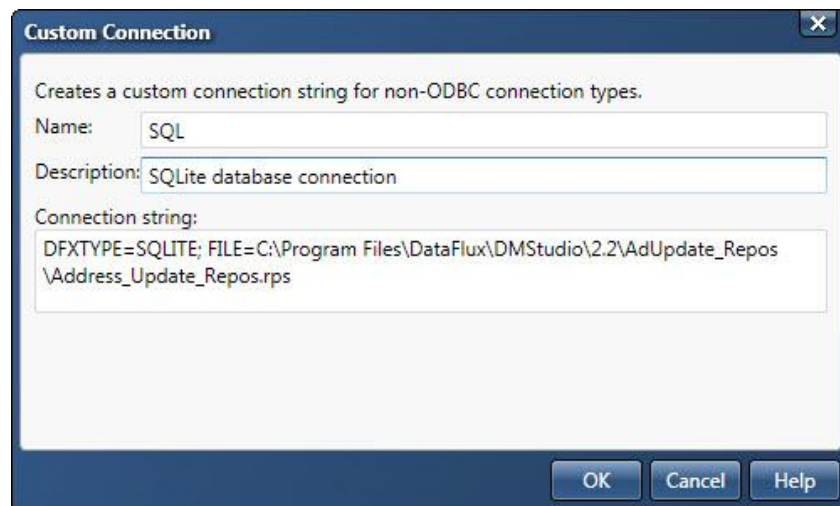 Custom Connection
Creates a custom connection string for non-ODBC connection types.
Name: SQL
Description: SQLite database connection
Connection string:
DFXTYPE=SQLITE; FILE=C:\Program Files\DataFlux\DMStudio\2.2\AdUpdate_Repos
\Address_Update_Repos.rps
OK Cancel Help